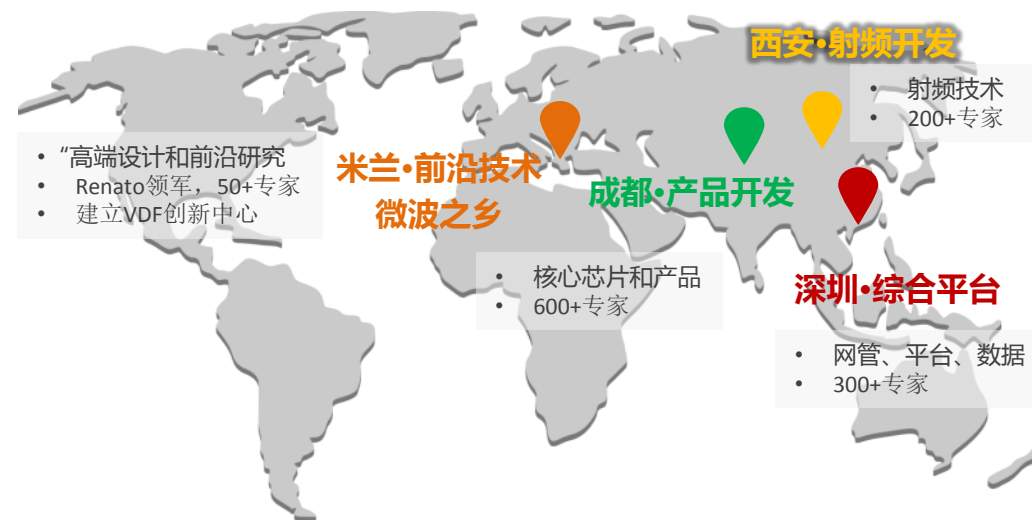 西安•射频开发
• 射频技术
• 200+专家
• “高端设计和前沿研究
• Renato领军，50+专家
• 建立VDF创新中心
米兰•前沿技术
微波之乡
成都•产品开发
• 核心芯片和产品
• 600+专家
深圳•综合平台
• 网管、平台、数据
• 300+专家